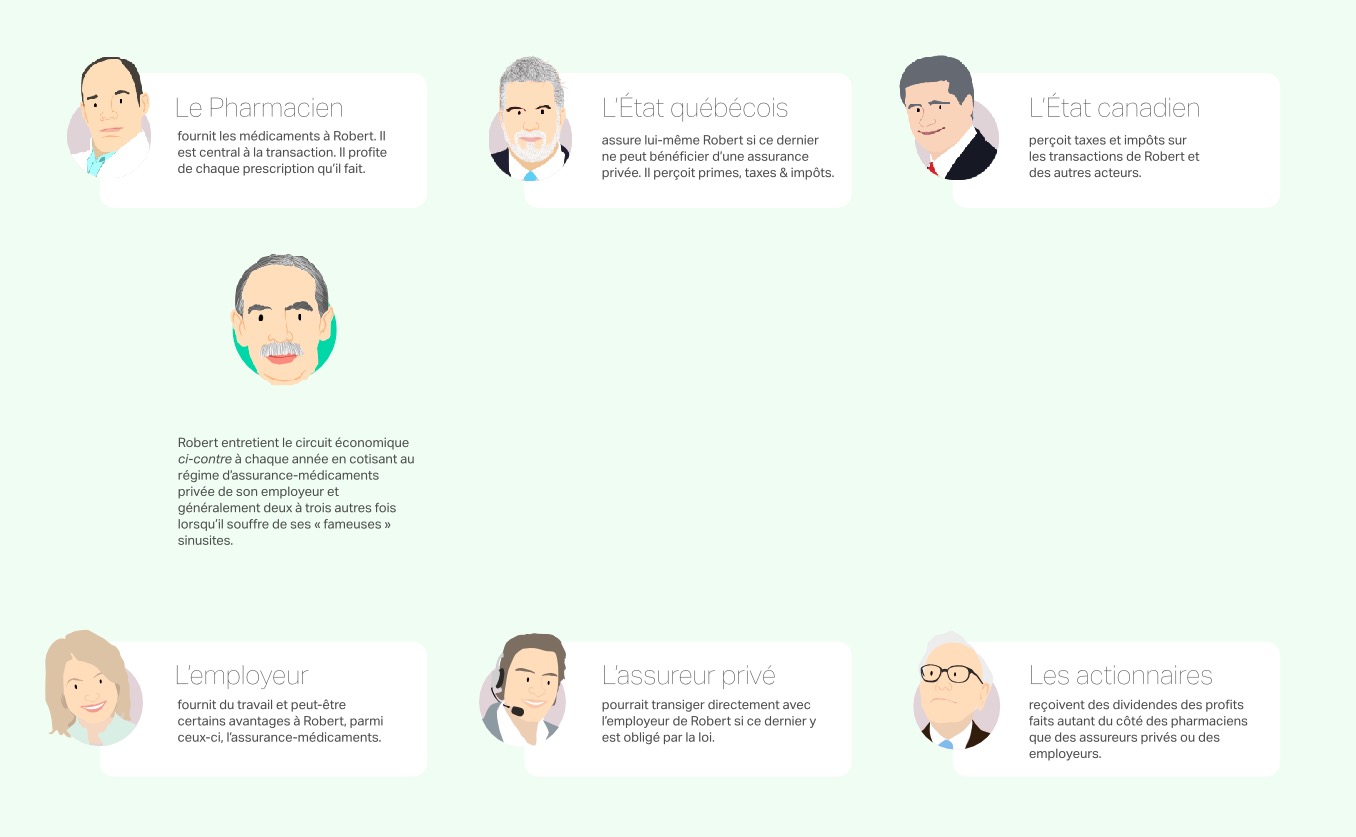 Le Pharmacien
fournit les médicaments à Robert. Il
est central à la transaction. Il profite
de chaque prescription qu'il fait.
L'État québécois
assure lui-même Robert si ce dernier
ne peut bénéficier d'une assurance
privée. Il perçoit primes, taxes & impôts.
L'État canadien
perçoit taxes et impôts sur
les transactions de Robert et
des autres acteurs.
Robert entretient le circuit économique
ci-contre à chaque année en cotisant au
régime d'assurance-médicaments
privée de son employeur et
généralement deux à trois autres fois
lorsqu'il souffre de ses « fameuses »
sinusites.
L'employeur
fournit du travail et peut-être
certains avantages à Robert, parmi
ceux-ci, l'assurance-médicaments.
L'assureur privé
pourrait transiger directement avec
l'employeur de Robert si ce dernier y
est obligé par la loi.
Les actionnaires
reçoivent des dividendes des profits
faits autant du côté des pharmaciens
que des assureurs privés ou des
employeurs.